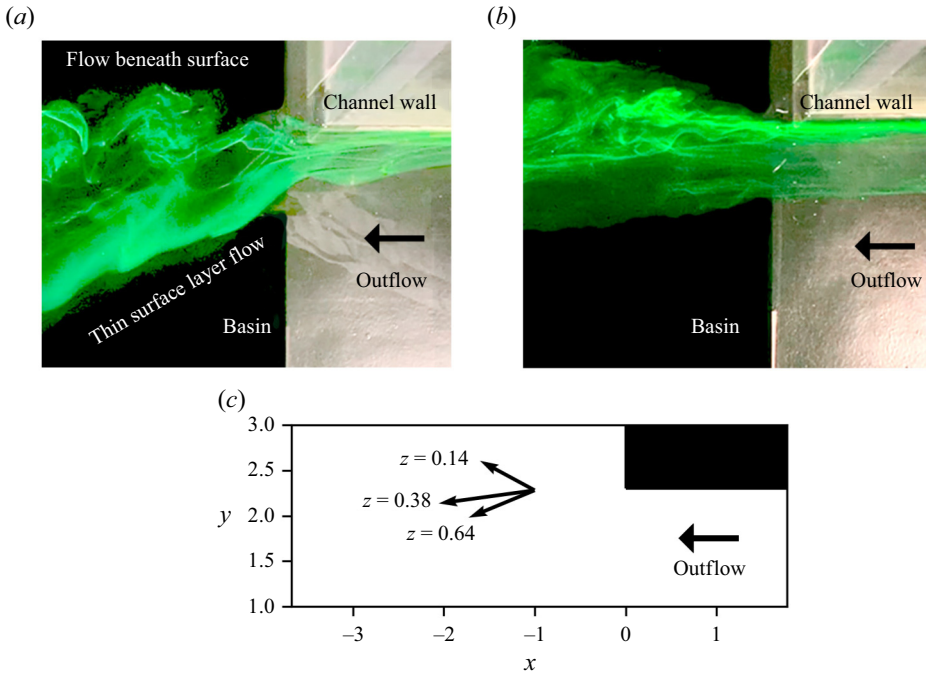 (a)
Flow beneath surface
Channel wall
Outflow
Thin surface layer flow
Basin
(b)
Channel wall
Outflow
Basin
(c)
3.0
2.5
y 2.0
1.5
1.0
z = 0.14
z = 0.38
z = 0.64
Outflow
–3 –2 –1 0 1
x